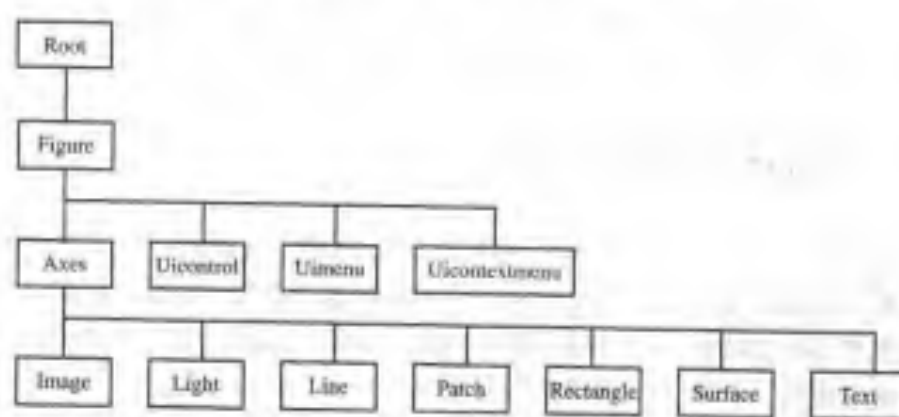 Root
Figure
Axes Uicontrol Uimenu Uicontextmenu
Image Light Line Patch Rectangle Surface Text